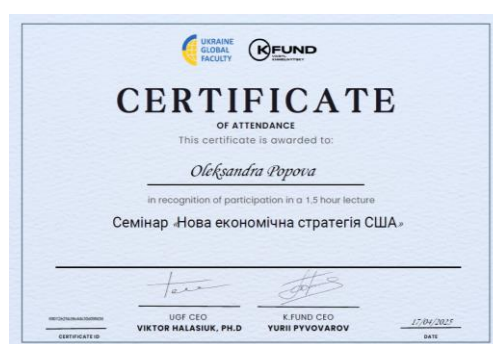 UKRAINE
GLOBAL
FACULTY
K.FUND
CERTIFICATE
OF ATTENDANCE
This certificate is awarded to:
Oleksandra Popova
in recognition of participation in a 1,5 hour lecture
Семінар «Нова економічна стратегія США»
UGF CEO
VIKTOR HALASIUK, PH.D
K.FUND CEO
YURII PYVOVAROV
17/04/2025
CERTIFICATE ID
DATE